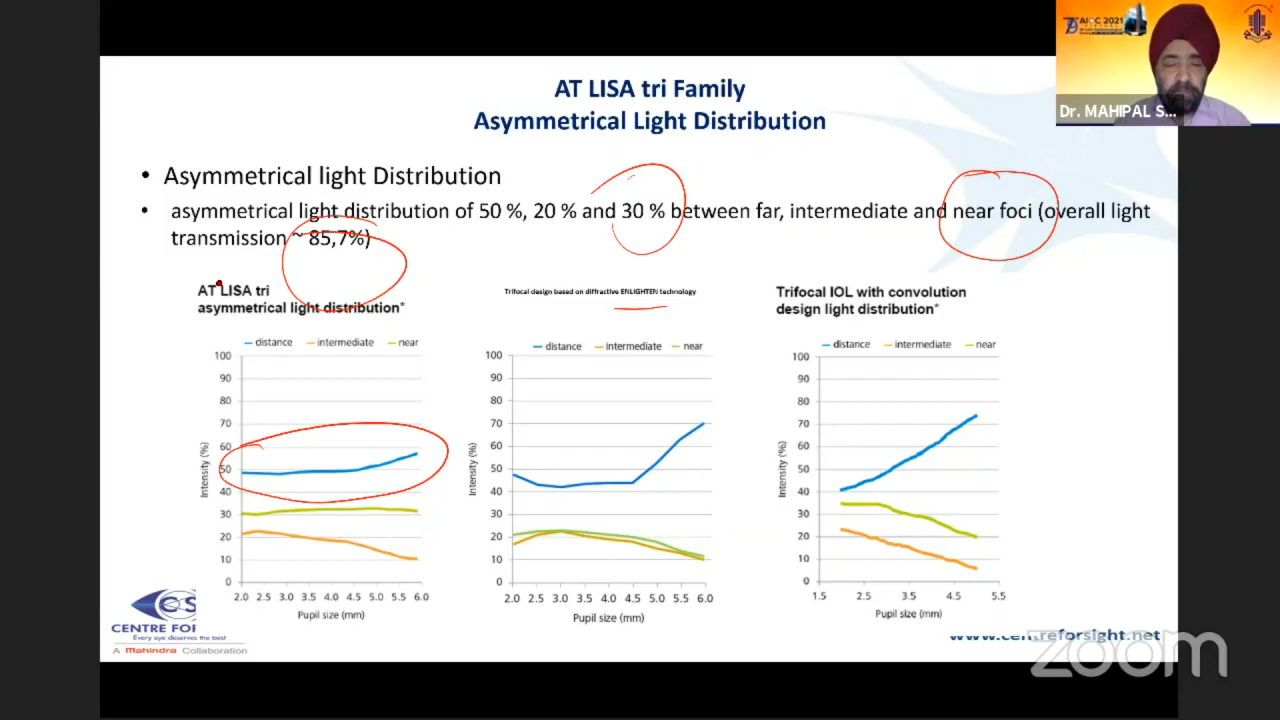 AIOC 2021
Dr. MAHIPAL S...
AT LISA tri Family
Asymmetrical Light Distribution
• Asymmetrical light Distribution
• asymmetrical light distribution of 50 %, 20 % and 30 % between far, intermediate and near foci (overall light
transmission ~ 85,7%)
AT LISA tri
asymmetrical light distribution*
distance intermediate near
100
90
80
70
60
50
40
30
20
10
0
Intensity (%)
2.0 2.5 3.0 3.5 4.0 4.5 5.0 5.5 6.0
Pupil size (mm)
Trifocal design based on diffractive ENLIGHTEN technology
distance intermediate near
100
90
80
70
60
50
40
30
20
10
0
Intensity (%)
2.0 2.5 3.0 3.5 4.0 4.5 5.0 5.5 6.0
Pupil size (mm)
Trifocal IOL with convolution
design light distribution*
distance intermediate near
100
90
80
70
60
50
40
30
20
10
0
Intensity (%)
1.5 2.5 3.5 4.5 5.5
Pupil size (mm)
CENTRE FOR
Every eye deserves the best
A Mahindra Collaboration
www.centreforsight.net
zoom